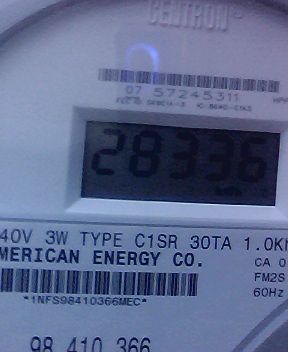 CENTRON
07 57245311
28336
40V 3W TYPE C1SR 30TA 1.0K
MERICAN ENERGY CO.
CA 0
FM2S
*1NFS98410366MEC*
60Hz
98 410 366